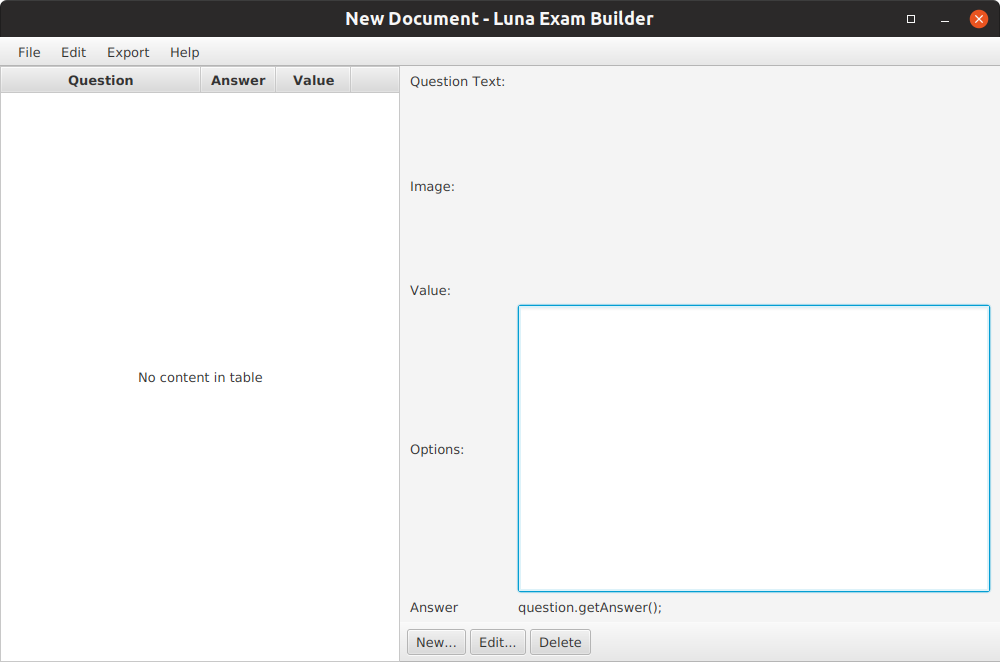 New Document - Luna Exam Builder
File Edit Export Help
Question Answer Value
Question Text:
Image:
Value:
No content in table
Options:
Answer question.getAnswer();
New... Edit... Delete